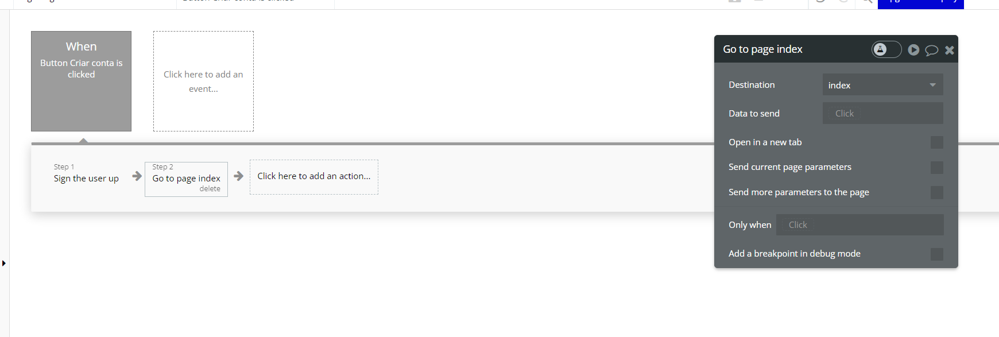 When
Button Criar conta is
clicked
Click here to add an
event...
Step 1
Sign the user up
Step 2
Go to page index
delete
Click here to add an action...
Go to page index
Destination
index
Data to send
Click
Open in a new tab
Send current page parameters
Send more parameters to the page
Only when
Click
Add a breakpoint in debug mode